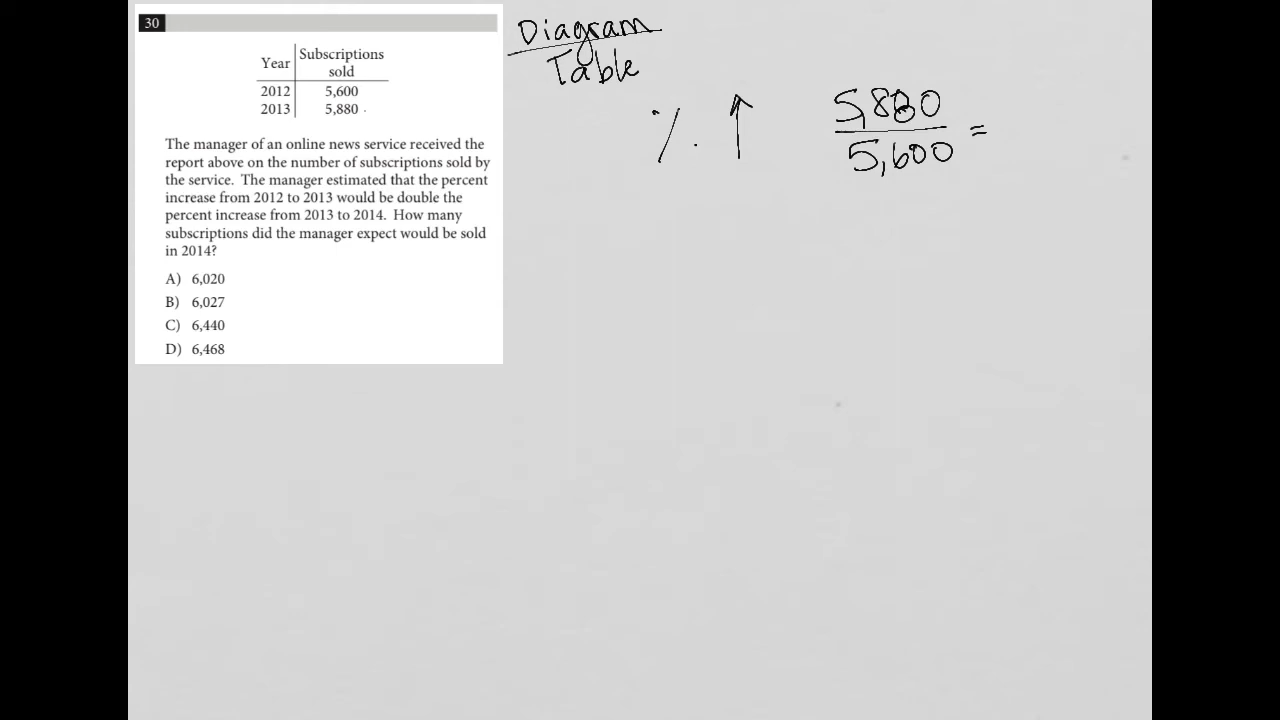 30
Year Subscriptions sold
2012 5,600
2013 5,880
The manager of an online news service received the
report above on the number of subscriptions sold by
the service. The manager estimated that the percent
increase from 2012 to 2013 would be double the
percent increase from 2013 to 2014. How many
subscriptions did the manager expect would be sold
in 2014?
A) 6,020
B) 6,027
C) 6,440
D) 6,468
Diagram
Table
% ↑
5,880
5,600 =